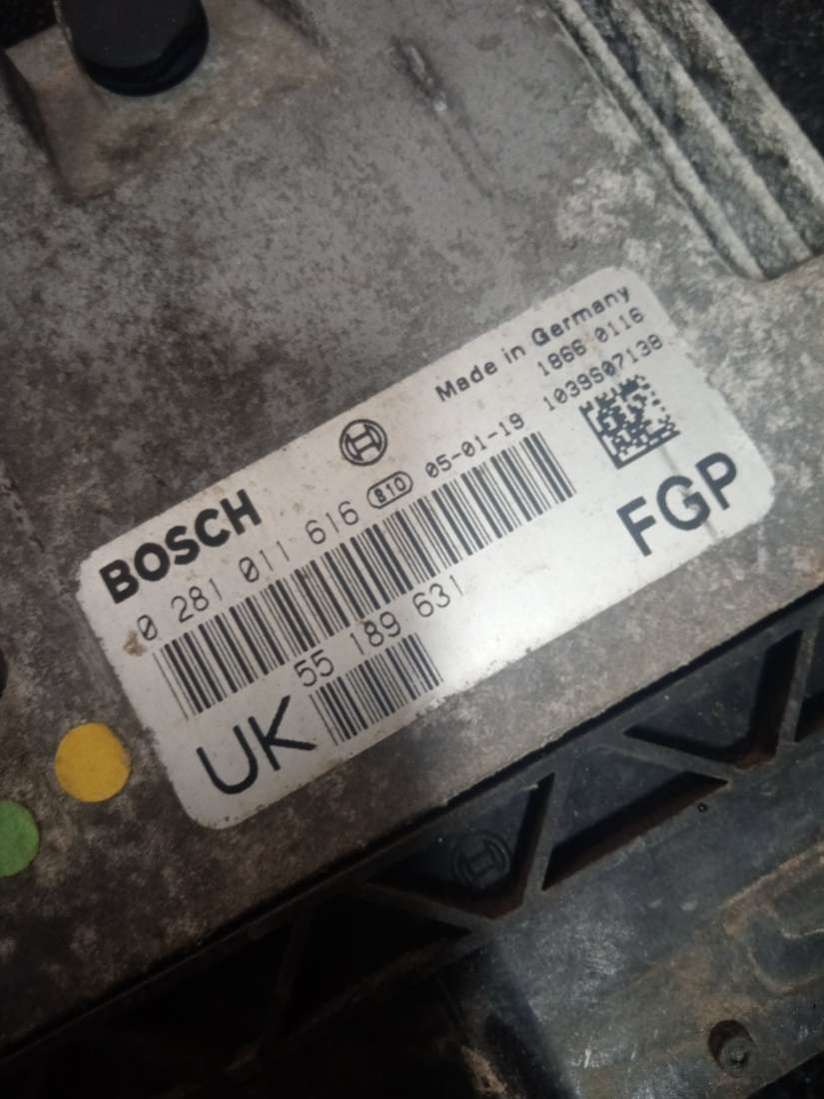 Made in Germany
1866 0116
1039S07138
BOSCH
0 281 011 616 810 05-01-19
55 189 631
UK
FGP